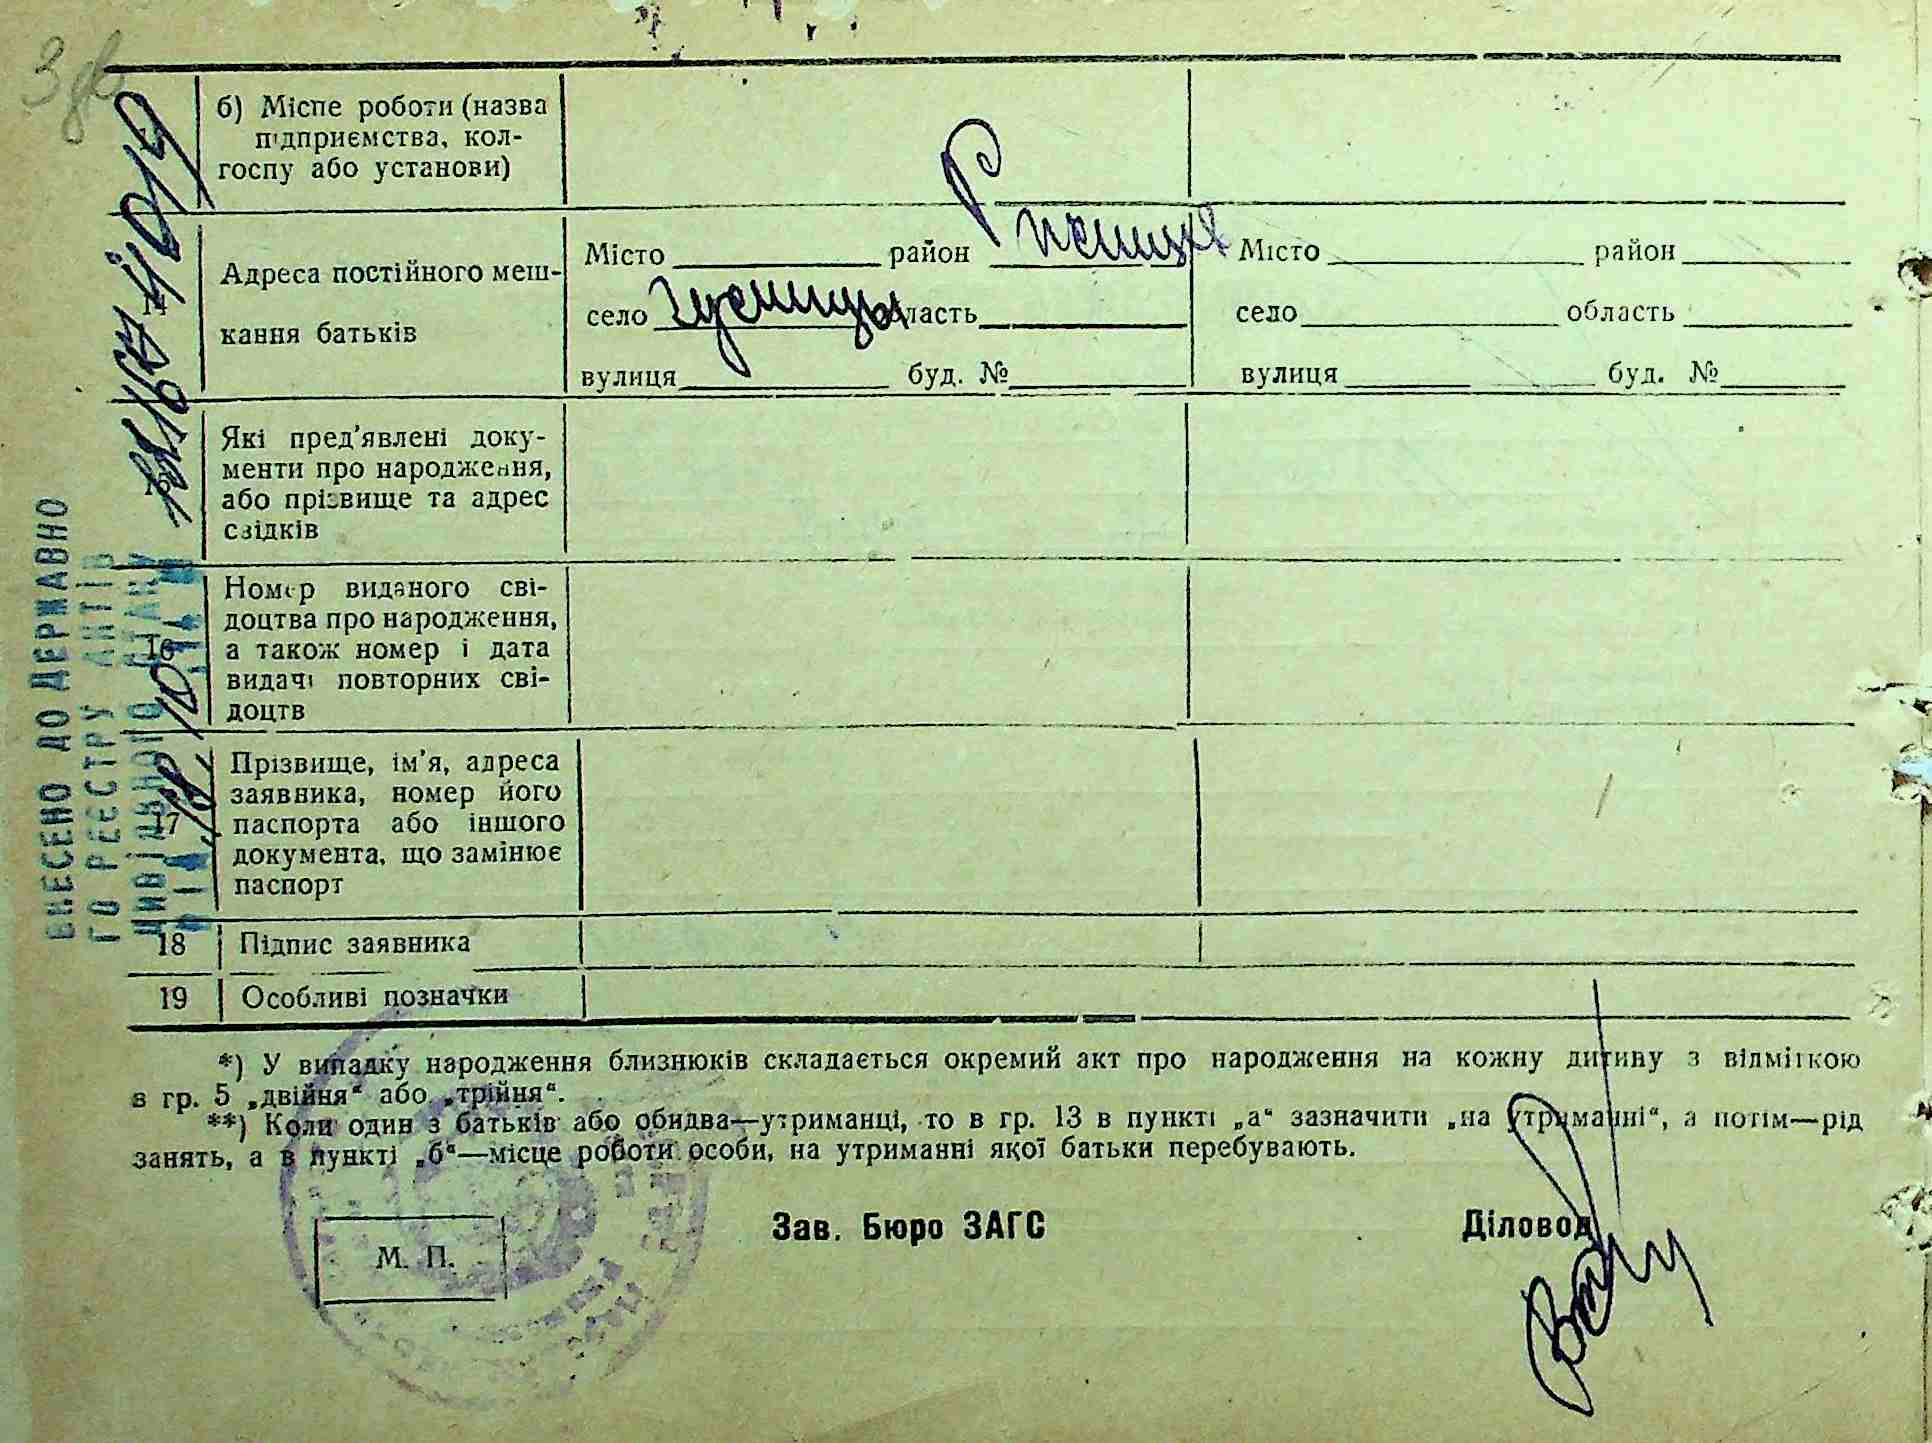 б) Місце роботи (назва
підприємства, кол-
госпу або установи)
Адреса постійного меш-
кання батьків
Місто район
село область
вулиця буд. №
Місто район
село область
вулиця буд. №
Які пред'явлені доку-
менти про народження,
або прізвище та адрес
свідків
16
Номер виданого сві-
доцтва про народження,
а також номер і дата
видачі повторних сві-
доцтв
17
Прізвище, ім'я, адреса
заявника, номер його
паспорта або іншого
документа, що замінює
паспорт
18 Підпис заявника
19 Особливі позначки
ВНЕСЕНО ДО ДЕРЖАВНО
ГО РЕЄСТРУ АКТІВ
ЦИВІЛЬНОГО СТАНУ
*) У випадку народження близнюків складається окремий акт про народження на кожну дитину з відміткою
в гр. 5 „двійня“ або „трійня“.
**) Коли один з батьків або обидва—утриманці, то в гр. 13 в пункті „а“ зазначити „на утриманні“, а потім—рід
занять, а в пункті „б“—місце роботи особи, на утриманні якої батьки перебувають.
М. П.
Зав. Бюро ЗАГС
Діловод